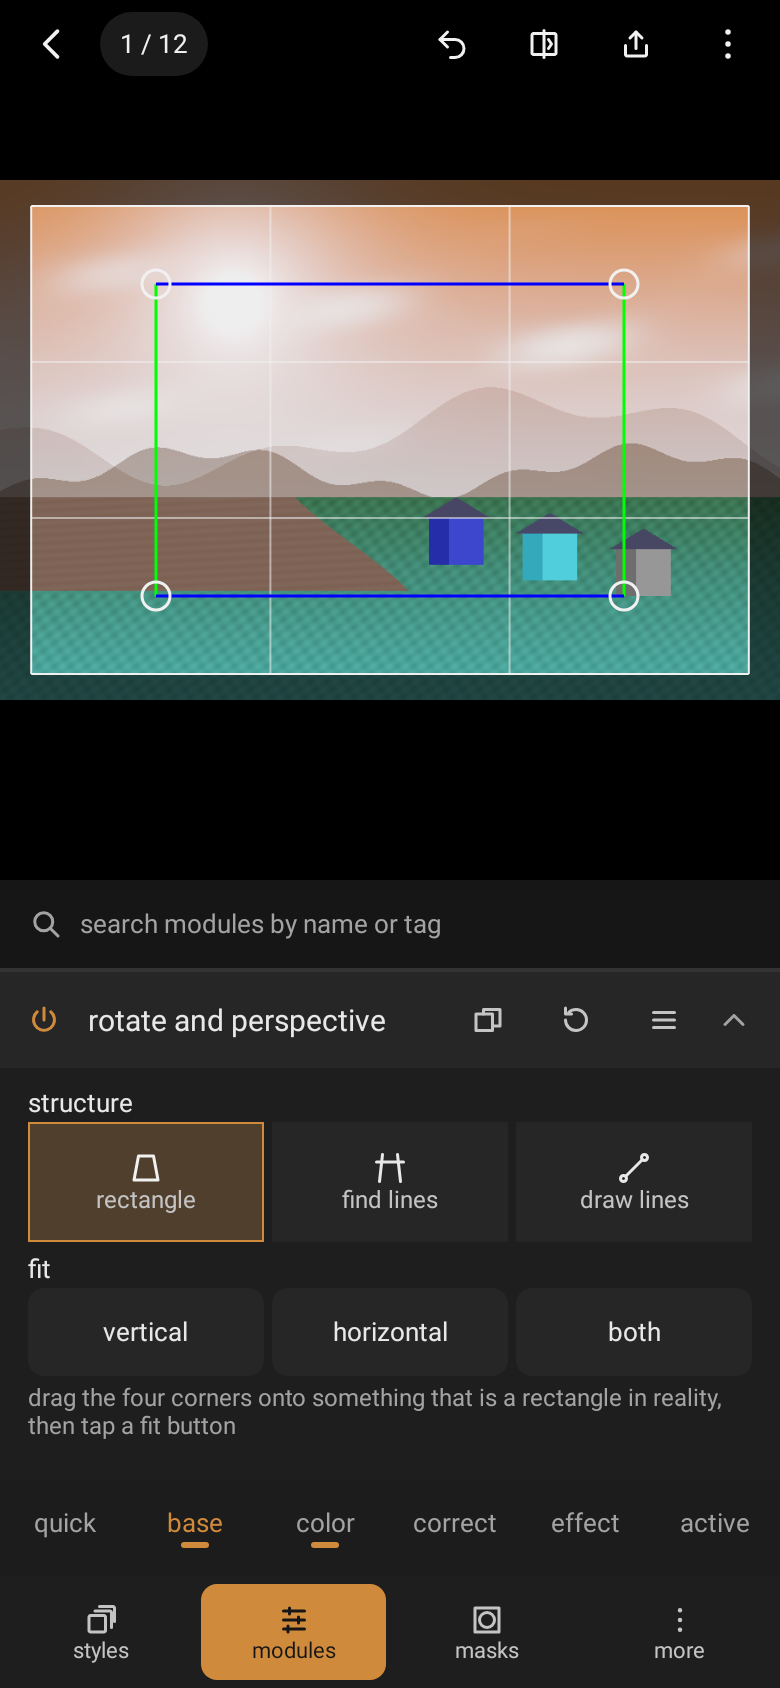 1 / 12
search modules by name or tag
rotate and perspective
structure
rectangle
find lines
draw lines
fit
vertical
horizontal
both
drag the four corners onto something that is a rectangle in reality,
then tap a fit button
quick
base
color
correct
effect
active
styles
modules
masks
more